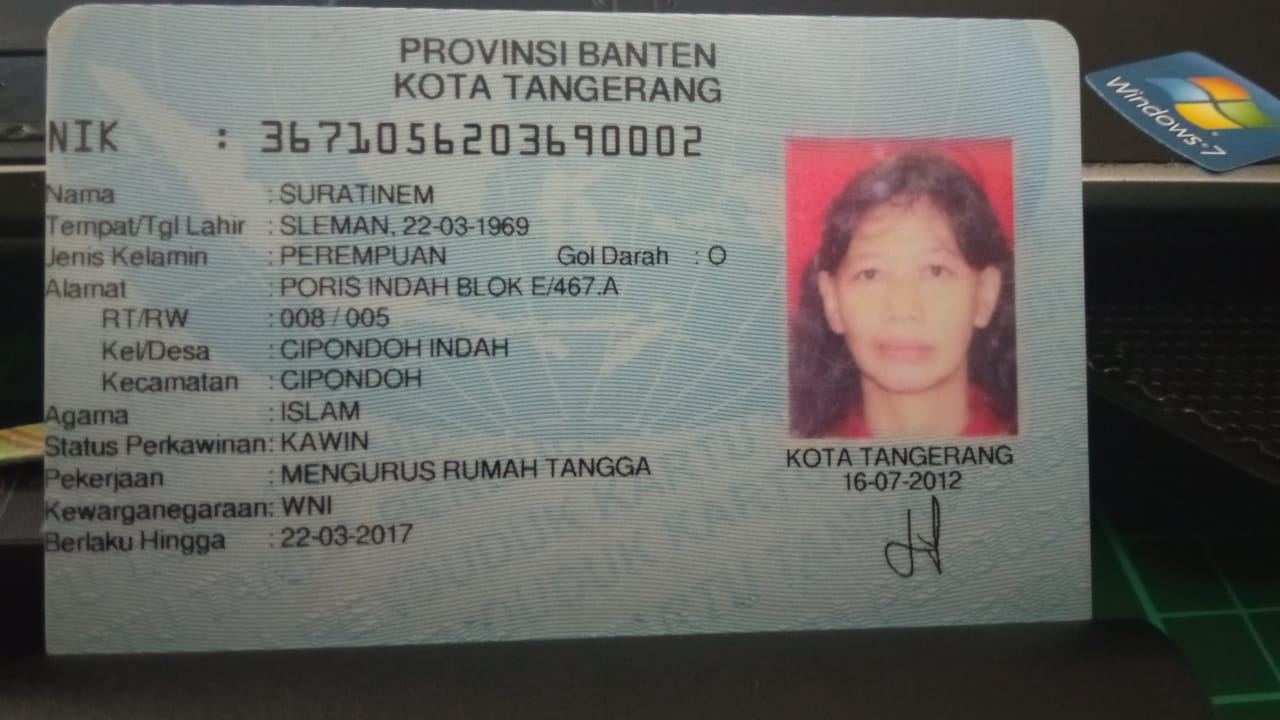 PROVINSI BANTEN
KOTA TANGERANG
NIK : 3671056203690002
Nama : SURATINEM
Tempat/Tgl Lahir : SLEMAN, 22-03-1969
Jenis Kelamin : PEREMPUAN Gol Darah : O
Alamat : PORIS INDAH BLOK E/467.A
RT/RW : 008 / 005
Kel/Desa : CIPONDOH INDAH
Kecamatan : CIPONDOH
Agama : ISLAM
Status Perkawinan: KAWIN
Pekerjaan : MENGURUS RUMAH TANGGA
Kewarganegaraan: WNI
Berlaku Hingga : 22-03-2017
KOTA TANGERANG
16-07-2012
Windows 7